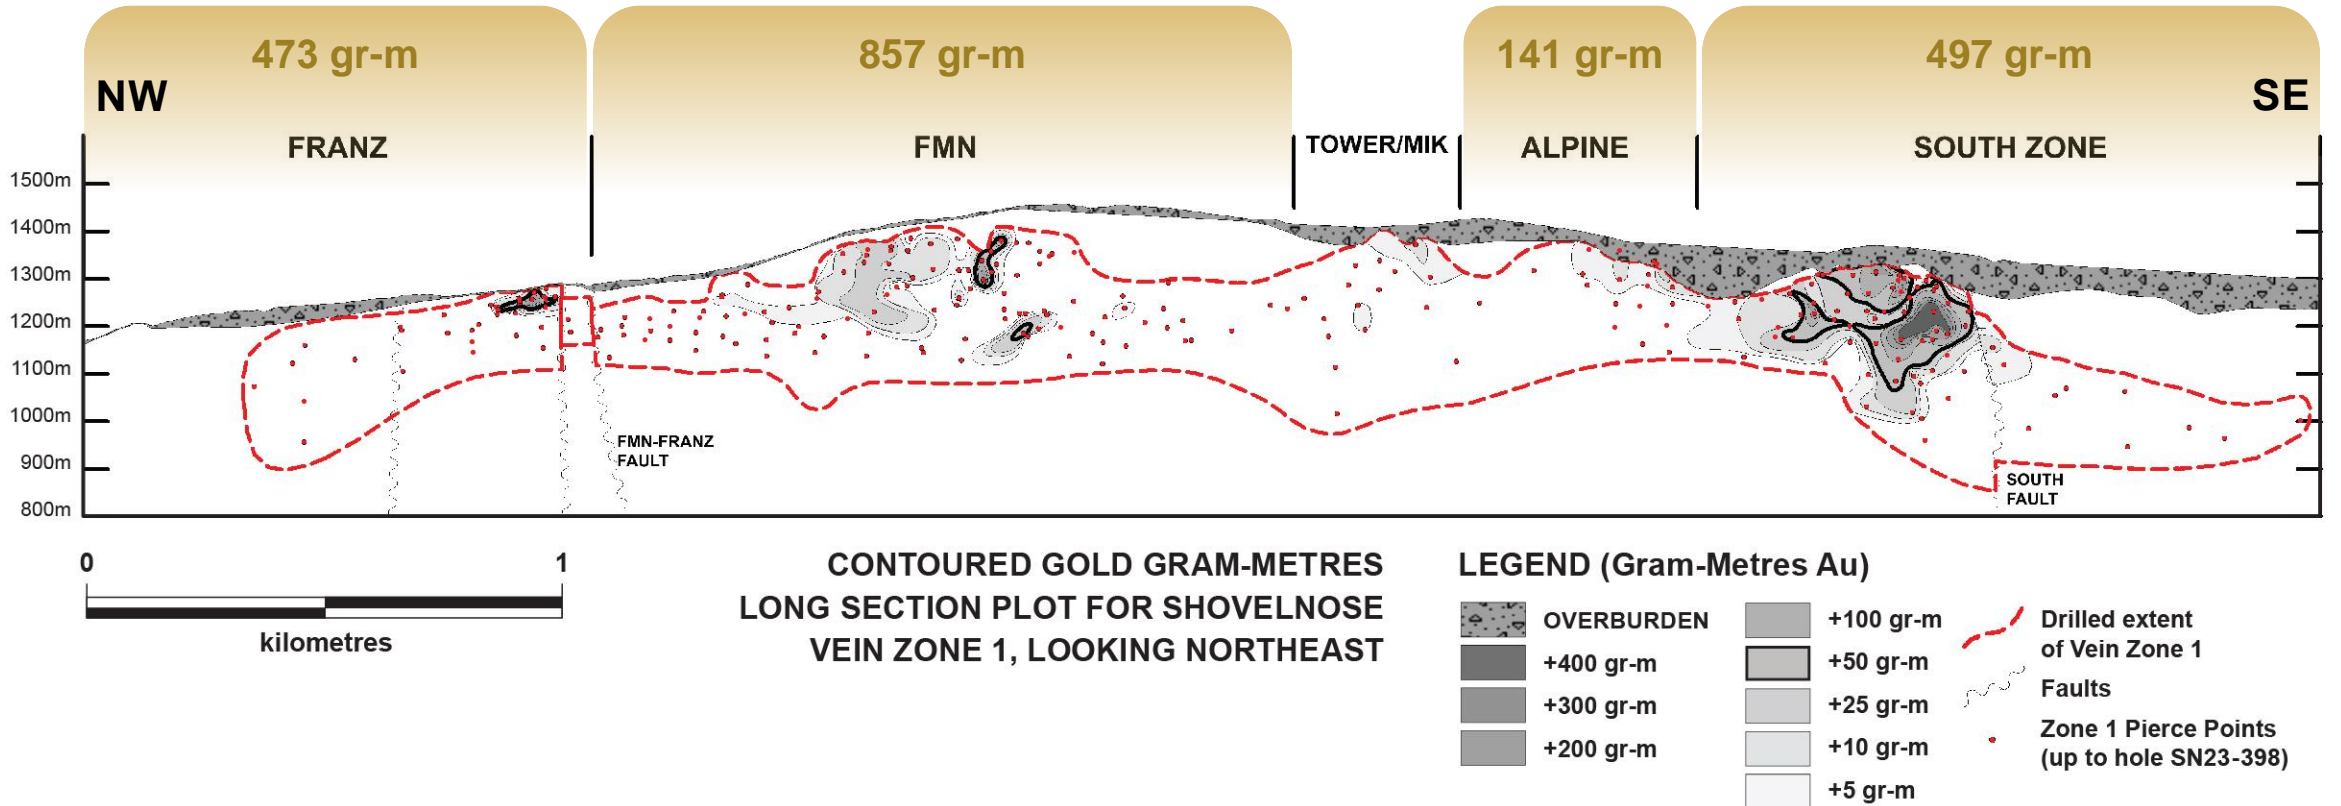 473 gr-m
857 gr-m
141 gr-m
497 gr-m
NW
SE
FRANZ
FMN
TOWER/MIK
ALPINE
SOUTH ZONE
1500m
1400m
1300m
1200m
1100m
1000m
900m
800m
FMN-FRANZ
FAULT
SOUTH
FAULT
0
1
kilometres
CONTOURED GOLD GRAM-METRES
LONG SECTION PLOT FOR SHOVELNOSE
VEIN ZONE 1, LOOKING NORTHEAST
LEGEND (Gram-Metres Au)
OVERBURDEN
+400 gr-m
+300 gr-m
+200 gr-m
+100 gr-m
+50 gr-m
+25 gr-m
+10 gr-m
+5 gr-m
Drilled extent
of Vein Zone 1
Faults
Zone 1 Pierce Points
(up to hole SN23-398)